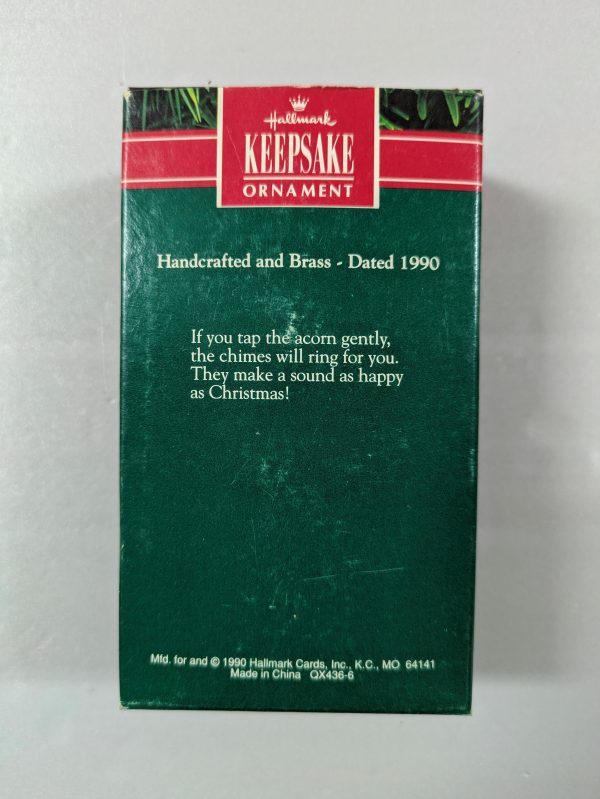 Hallmark
KEEPSAKE
ORNAMENT
Handcrafted and Brass - Dated 1990
If you tap the acorn gently,
the chimes will ring for you.
They make a sound as happy
as Christmas!
Mfd. for and © 1990 Hallmark Cards, Inc., K.C., MO 64141
Made in China QX436-6